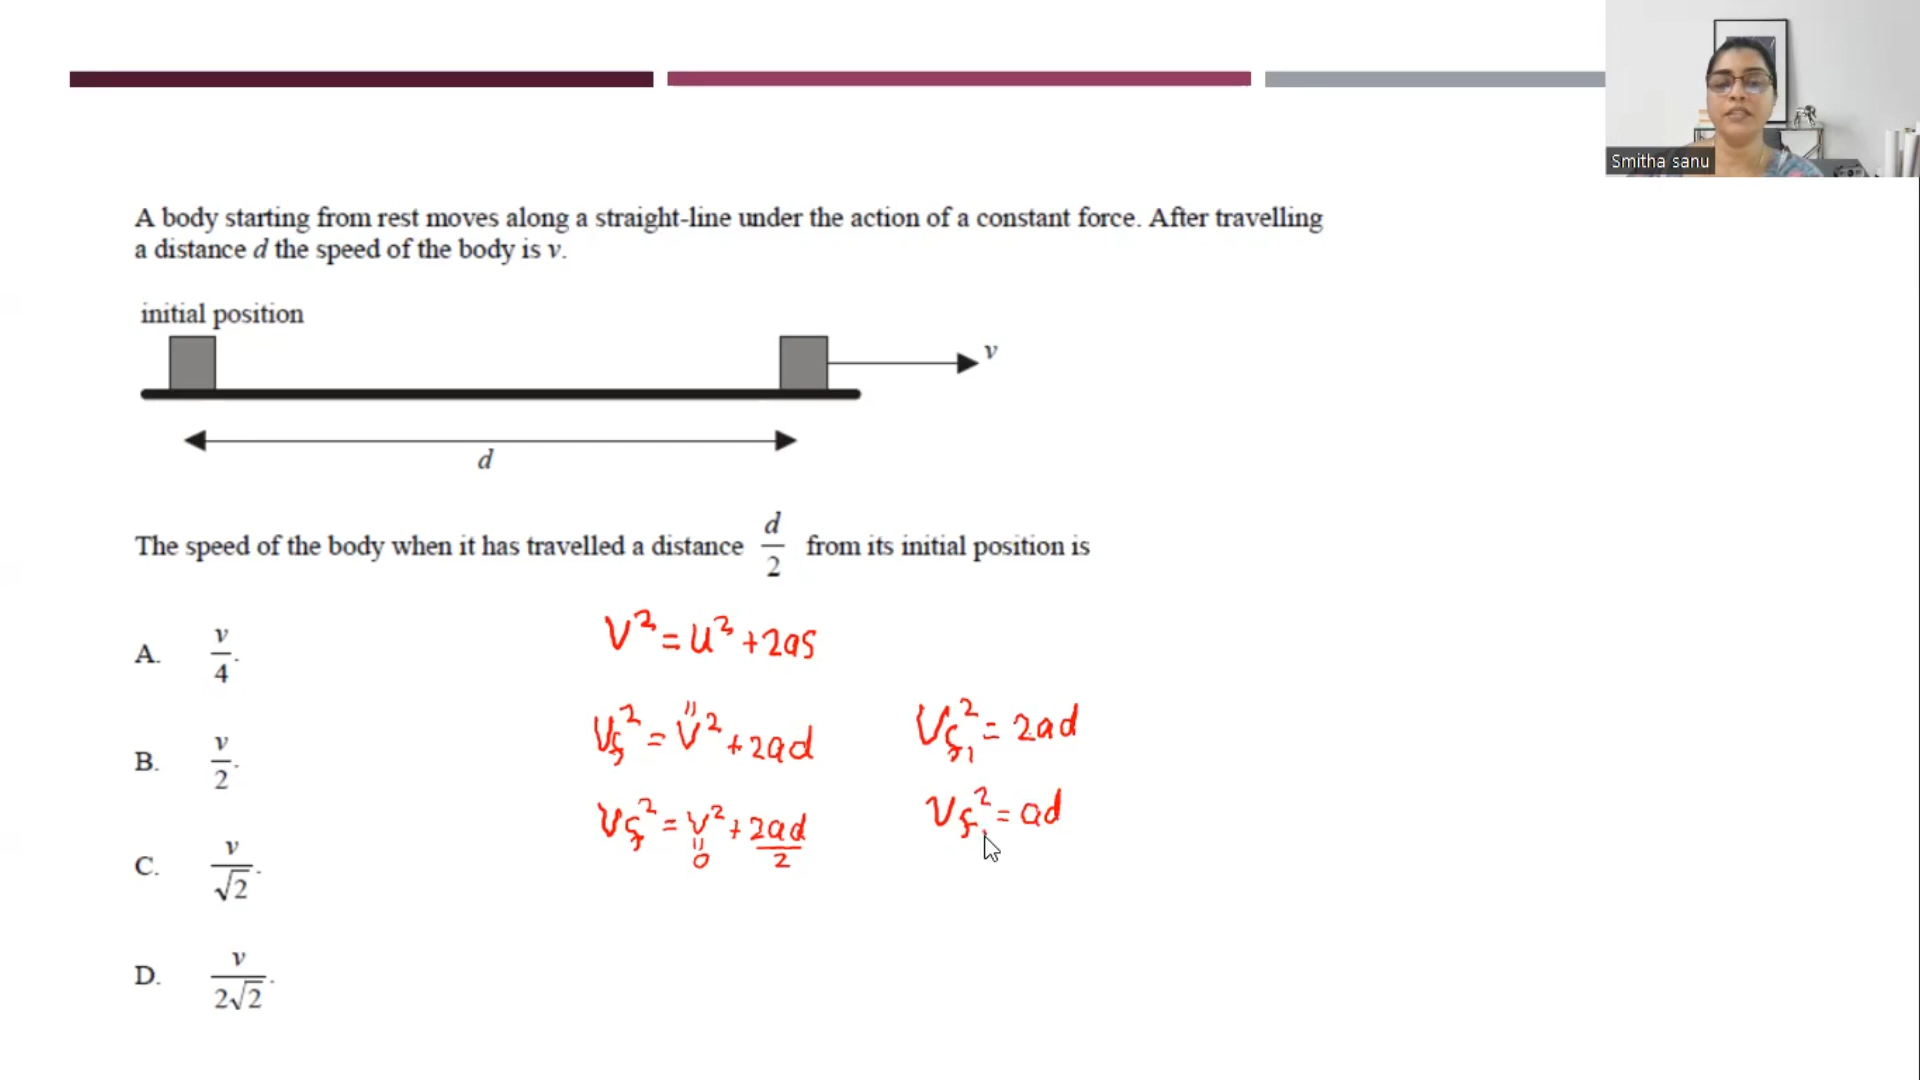 Smitha sanu
A body starting from rest moves along a straight-line under the action of a constant force. After travelling
a distance d the speed of the body is v.
initial position
v
d
The speed of the body when it has travelled a distance d/2 from its initial position is
A. v/4.
B. v/2.
C. v/√2.
D. v/2√2.
V² = u² + 2as
Vf² = V² + 2ad
Vf² = V² + 2ad/2
0
Vf₁² = 2ad
Vf² = ad